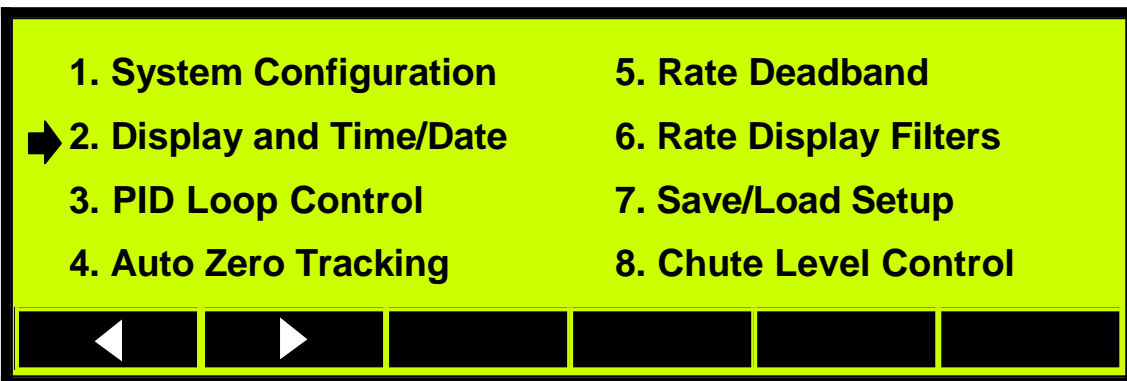 1. System Configuration
2. Display and Time/Date
3. PID Loop Control
4. Auto Zero Tracking
5. Rate Deadband
6. Rate Display Filters
7. Save/Load Setup
8. Chute Level Control